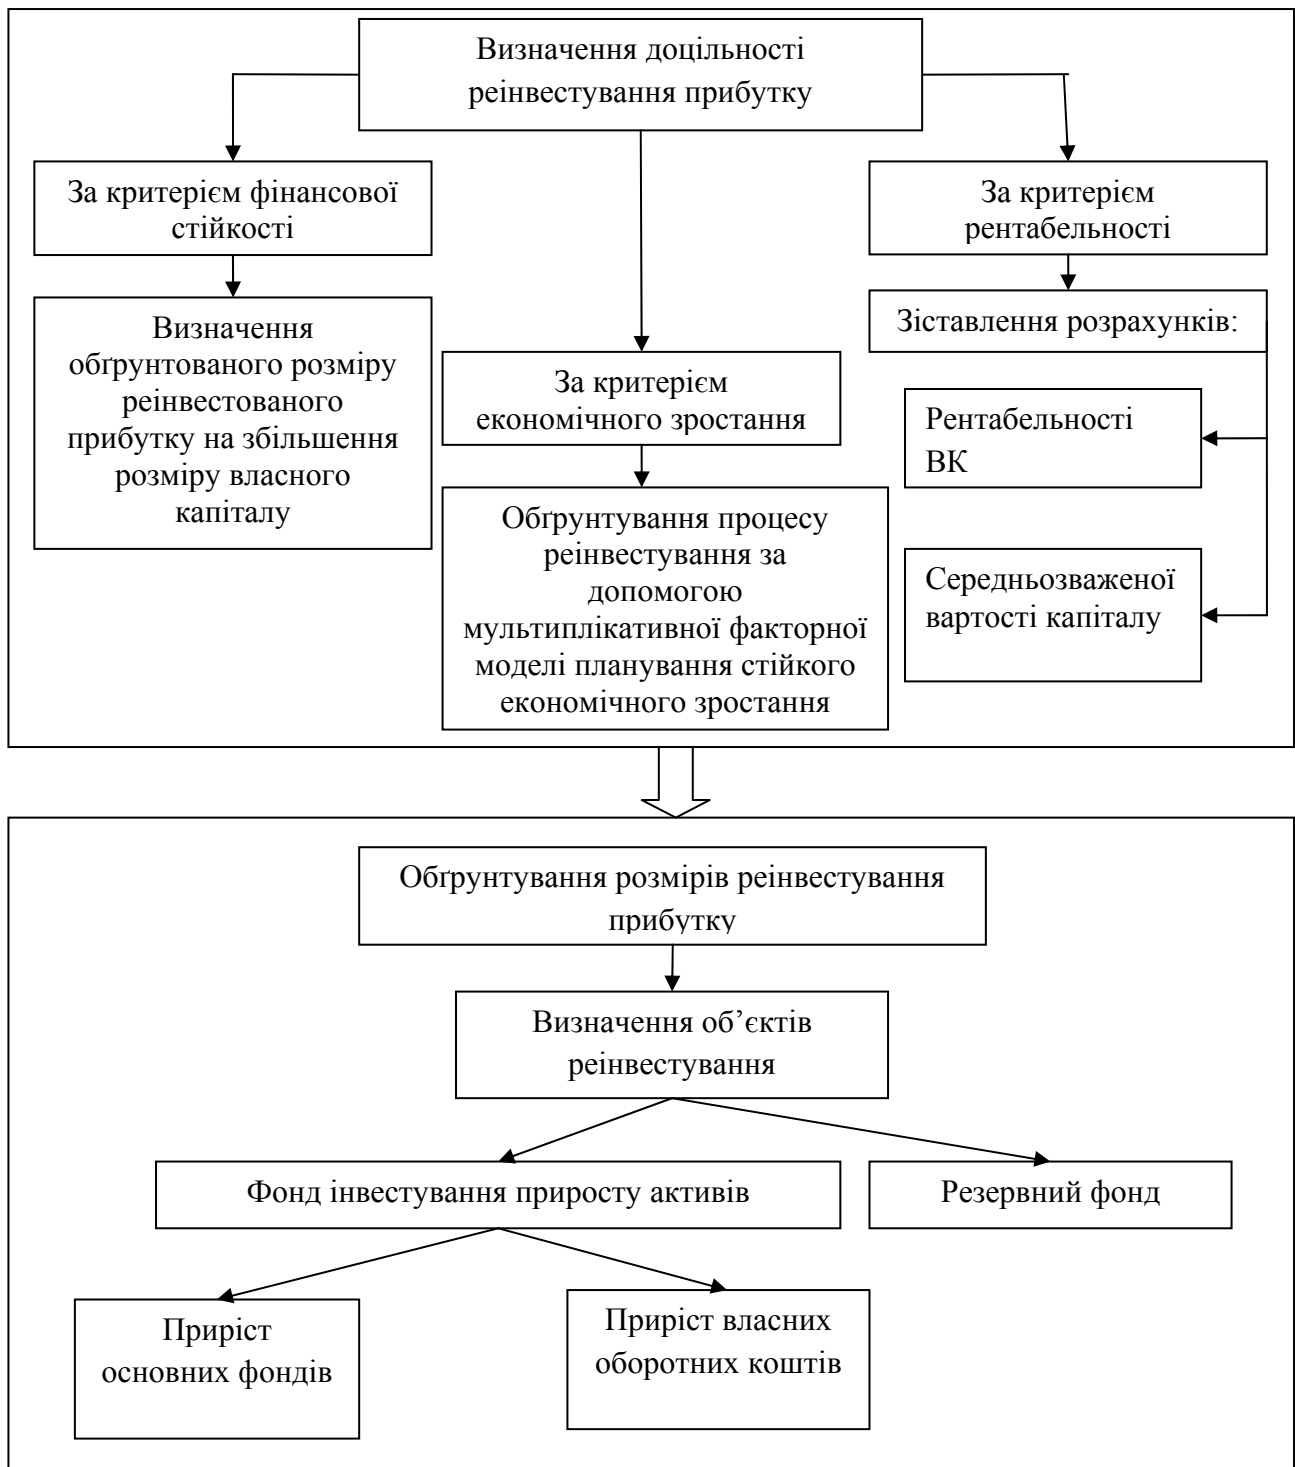 Визначення доцільності
реінвестування прибутку
За критерієм фінансової
стійкості
За критерієм
рентабельності
Визначення
обґрунтованого розміру
реінвестованого
прибутку на збільшення
розміру власного
капіталу
За критерієм
економічного зростання
Обґрунтування процесу
реінвестування за
допомогою
мультиплікативної факторної
моделі планування стійкого
економічного зростання
Зіставлення розрахунків:
Рентабельності
ВК
Середньозваженої
вартості капіталу
Обґрунтування розмірів реінвестування
прибутку
Визначення об’єктів
реінвестування
Фонд інвестування приросту активів
Резервний фонд
Приріст
основних фондів
Приріст власних
оборотних коштів